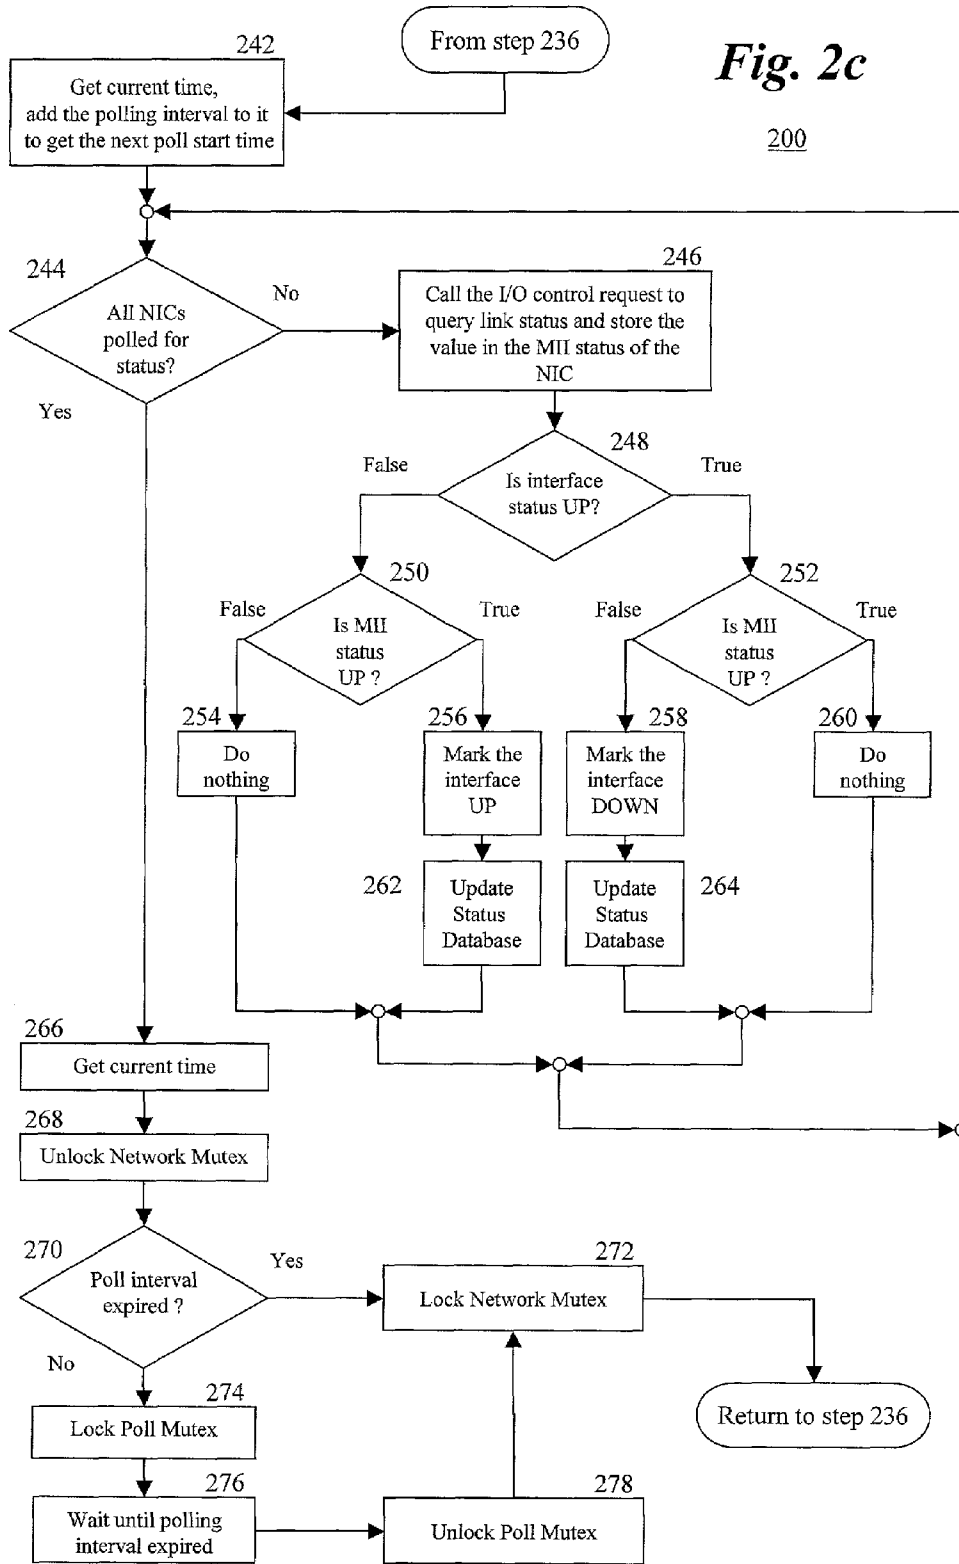 From step 236
Fig. 2c
200
242
Get current time,
add the polling interval to it
to get the next poll start time
244
All NICs
polled for
status?
No
Yes
246
Call the I/O control request to
query link status and store the
value in the MII status of the
NIC
248
Is interface
status UP?
False
True
250
Is MII
status
UP ?
False
True
252
Is MII
status
UP ?
False
True
254
Do
nothing
256
Mark the
interface
UP
258
Mark the
interface
DOWN
260
Do
nothing
262
Update
Status
Database
264
Update
Status
Database
266
Get current time
268
Unlock Network Mutex
270
Poll interval
expired ?
Yes
No
272
Lock Network Mutex
274
Lock Poll Mutex
276
Wait until polling
interval expired
278
Unlock Poll Mutex
Return to step 236